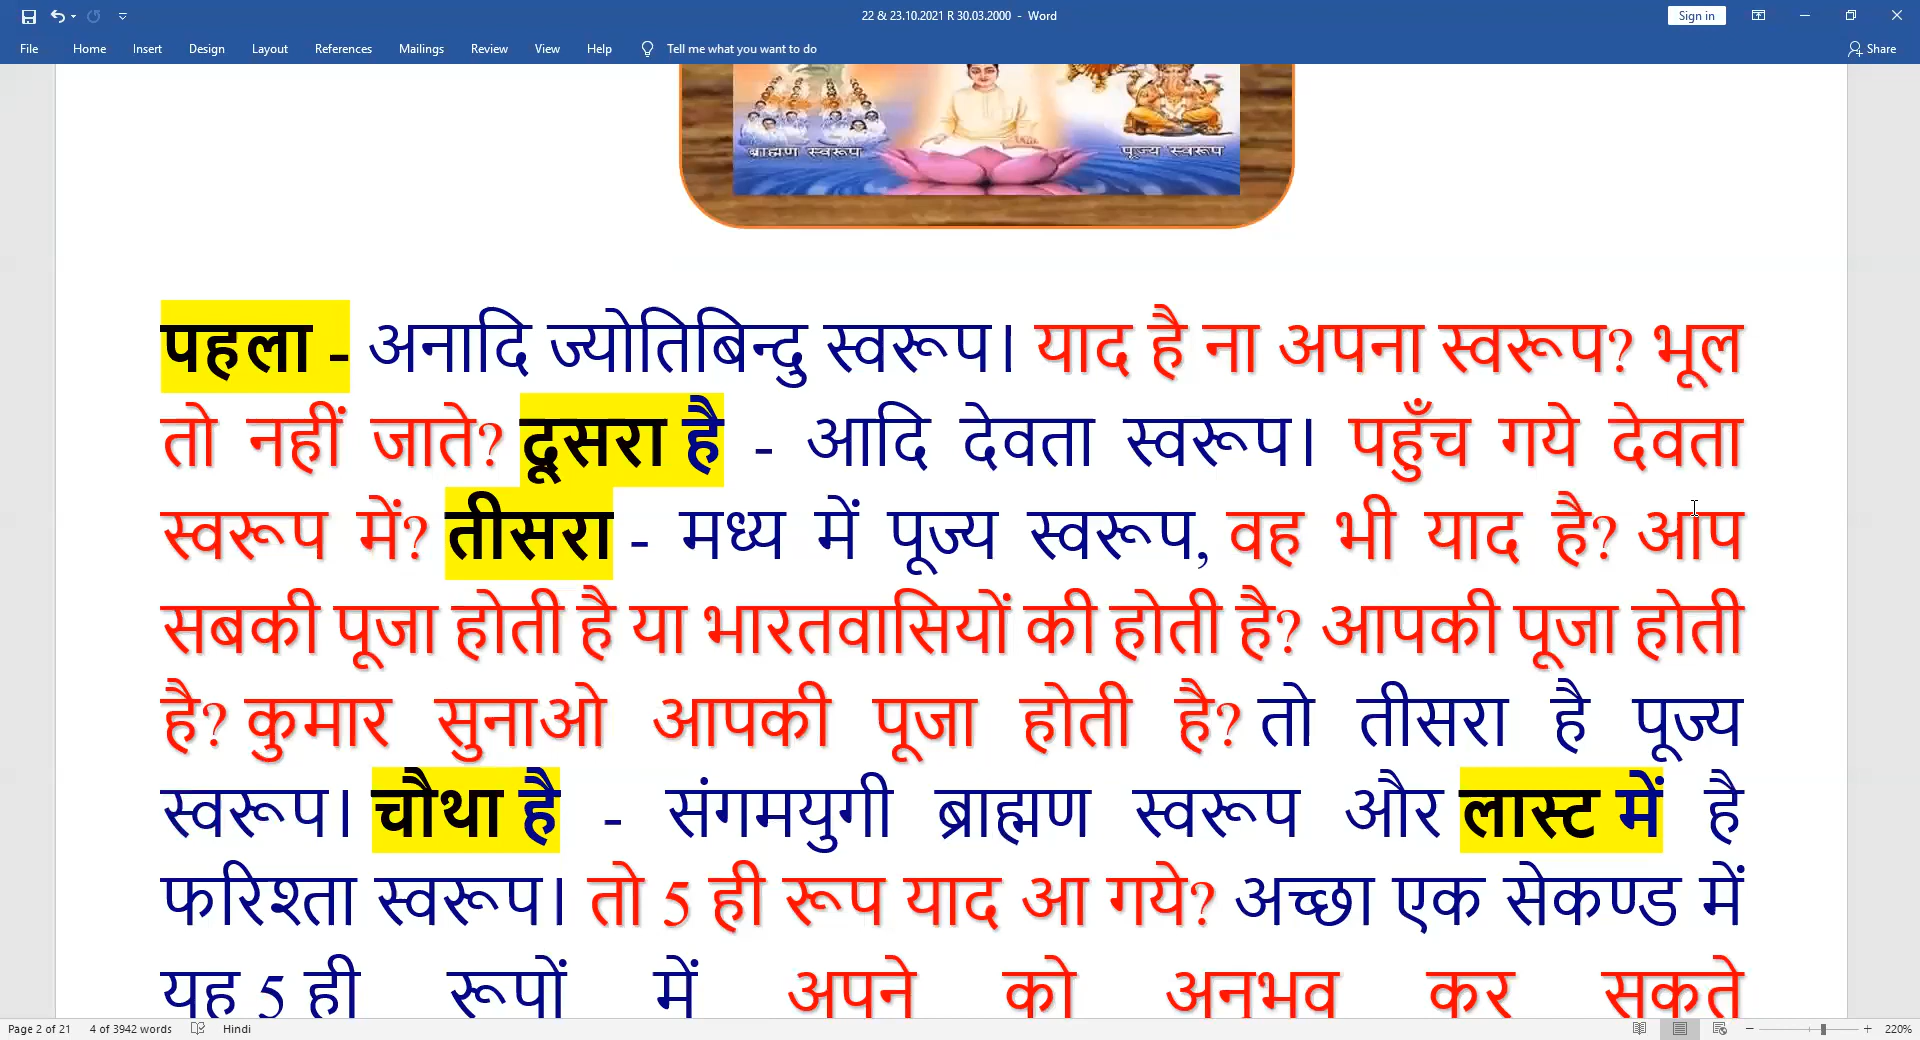 22 & 23.10.2021 R 30.03.2000 - Word
Sign in
File Home Insert Design Layout References Mailings Review View Help Tell me what you want to do Share
ब्राह्मण स्वरूप पूज्य स्वरूप
पहला - अनादि ज्योतिबिन्दु स्वरूप। याद है ना अपना स्वरूप? भूल
तो नहीं जाते? दूसरा है - आदि देवता स्वरूप। पहुँच गये देवता
स्वरूप में? तीसरा - मध्य में पूज्य स्वरूप, वह भी याद है? आप
सबकी पूजा होती है या भारतवासियों की होती है? आपकी पूजा होती
है? कुमार सुनाओ आपकी पूजा होती है? तो तीसरा है पूज्य
स्वरूप। चौथा है - संगमयुगी ब्राह्मण स्वरूप और लास्ट में है
फरिश्ता स्वरूप। तो 5 ही रूप याद आ गये? अच्छा एक सेकण्ड में
यह 5 ही रूपों में अपने को अनुभव कर सकते
Page 2 of 21 4 of 3942 words Hindi 220%